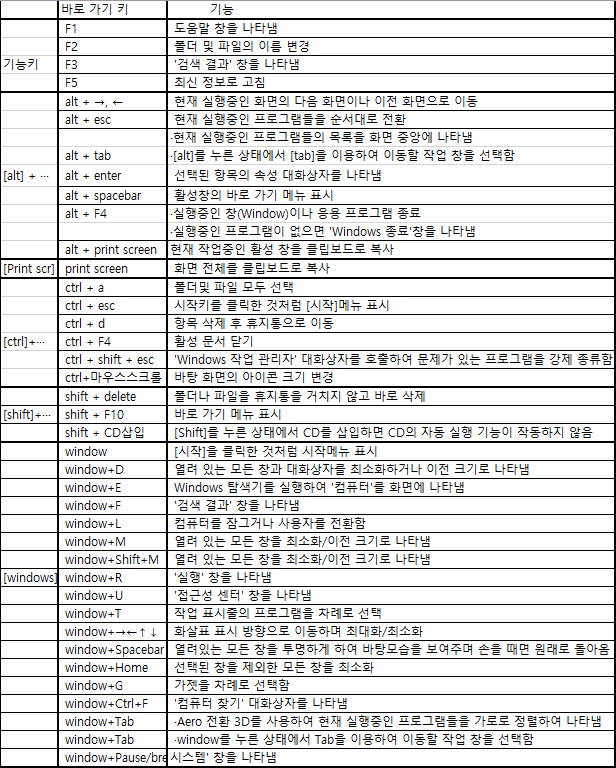 바로 가기 키 기능
F1 도움말 창을 나타냄
F2 폴더 및 파일의 이름 변경
기능키 F3 '검색 결과' 창을 나타냄
F5 최신 정보로 고침
alt + →, ← 현재 실행중인 화면의 다음 화면이나 이전 화면으로 이동
alt + esc 현재 실행중인 프로그램들을 순서대로 전환
·현재 실행중인 프로그램들의 목록을 화면 중앙에 나타냄
alt + tab ·[alt]를 누른 상태에서 [tab]을 이용하여 이동할 작업 창을 선택함
[alt] + ··· alt + enter 선택된 항목의 속성 대화상자를 나타냄
alt + spacebar 활성창의 바로 가기 메뉴 표시
alt + F4 ·실행중인 창(Window)이나 응용 프로그램 종료
·실행중인 프로그램이 없으면 'Windows 종료'창을 나타냄
alt + print screen 현재 작업중인 활성 창을 클립보드로 복사
[Print scr] print screen 화면 전체를 클립보드로 복사
ctrl + a 폴더및 파일 모두 선택
ctrl + esc 시작키를 클릭한 것처럼 [시작]메뉴 표시
ctrl + d 항목 삭제 후 휴지통으로 이동
[ctrl]+··· ctrl + F4 활성 문서 닫기
ctrl + shift + esc 'Windows 작업 관리자' 대화상자를 호출하여 문제가 있는 프로그램을 강제 종류함
ctrl+마우스스크롤 바탕 화면의 아이콘 크기 변경
shift + delete 폴더나 파일을 휴지통을 거치지 않고 바로 삭제
[shift]+··· shift + F10 바로 가기 메뉴 표시
shift + CD삽입 [Shift]를 누른 상태에서 CD를 삽입하면 CD의 자동 실행 기능이 작동하지 않음
window [시작]을 클릭한 것처럼 시작메뉴 표시
window+D 열려 있는 모든 창과 대화상자를 최소화하거나 이전 크기로 나타냄
window+E Windows 탐색기를 실행하여 '컴퓨터'를 화면에 나타냄
window+F '검색 결과' 창을 나타냄
window+L 컴퓨터를 잠그거나 사용자를 전환함
window+M 열려 있는 모든 창을 최소화/이전 크기로 나타냄
window+Shift+M 열려 있는 모든 창을 최소화/이전 크기로 나타냄
[windows] window+R '실행' 창을 나타냄
window+U '접근성 센터' 창을 나타냄
window+T 작업 표시줄의 프로그램을 차례로 선택
window+→←↑↓ 화살표 표시 방향으로 이동하며 최대화/최소화
window+Spacebar 열려있는 모든 창을 투명하게 하여 바탕모습을 보여주며 손을 때면 원래로 돌아옴
window+Home 선택된 창을 제외한 모든 창을 최소화
window+G 가젯을 차례로 선택함
window+Ctrl+F '컴퓨터 찾기' 대화상자를 나타냄
window+Tab ·Aero 전환 3D를 사용하여 현재 실행중인 프로그램들을 가로로 정렬하여 나타냄
window+Tab ·window를 누른 상태에서 Tab을 이용하여 이동할 작업 창을 선택함
window+Pause/bre 시스템' 창을 나타냄